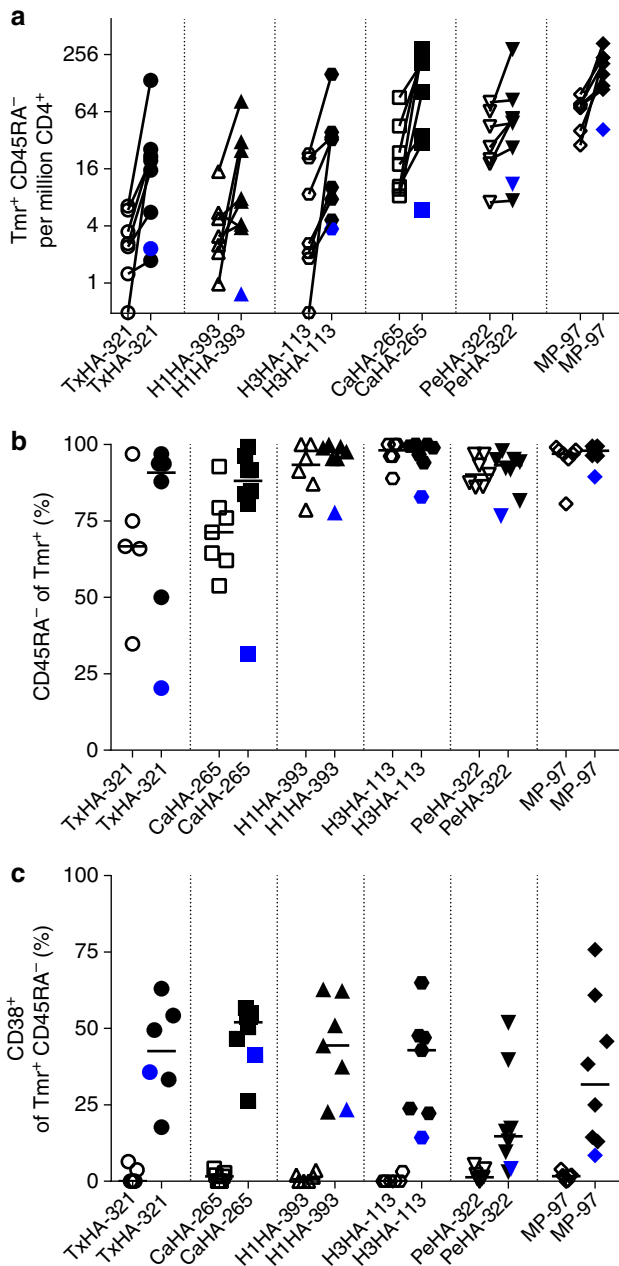 a
Tmr⁺ CD45RA⁻
per million CD4⁺
256
64
16
4
1
TxHA-321
TxHA-321
H1HA-393
H1HA-393
H3HA-113
H3HA-113
CaHA-265
CaHA-265
PeHA-322
PeHA-322
MP-97
MP-97
b
CD45RA⁻ of Tmr⁺ (%)
100
75
50
25
0
TxHA-321
TxHA-321
CaHA-265
CaHA-265
H1HA-393
H1HA-393
H3HA-113
H3HA-113
PeHA-322
PeHA-322
MP-97
MP-97
c
CD38⁺
of Tmr⁺ CD45RA⁻ (%)
100
75
50
25
0
TxHA-321
TxHA-321
CaHA-265
CaHA-265
H1HA-393
H1HA-393
H3HA-113
H3HA-113
PeHA-322
PeHA-322
MP-97
MP-97